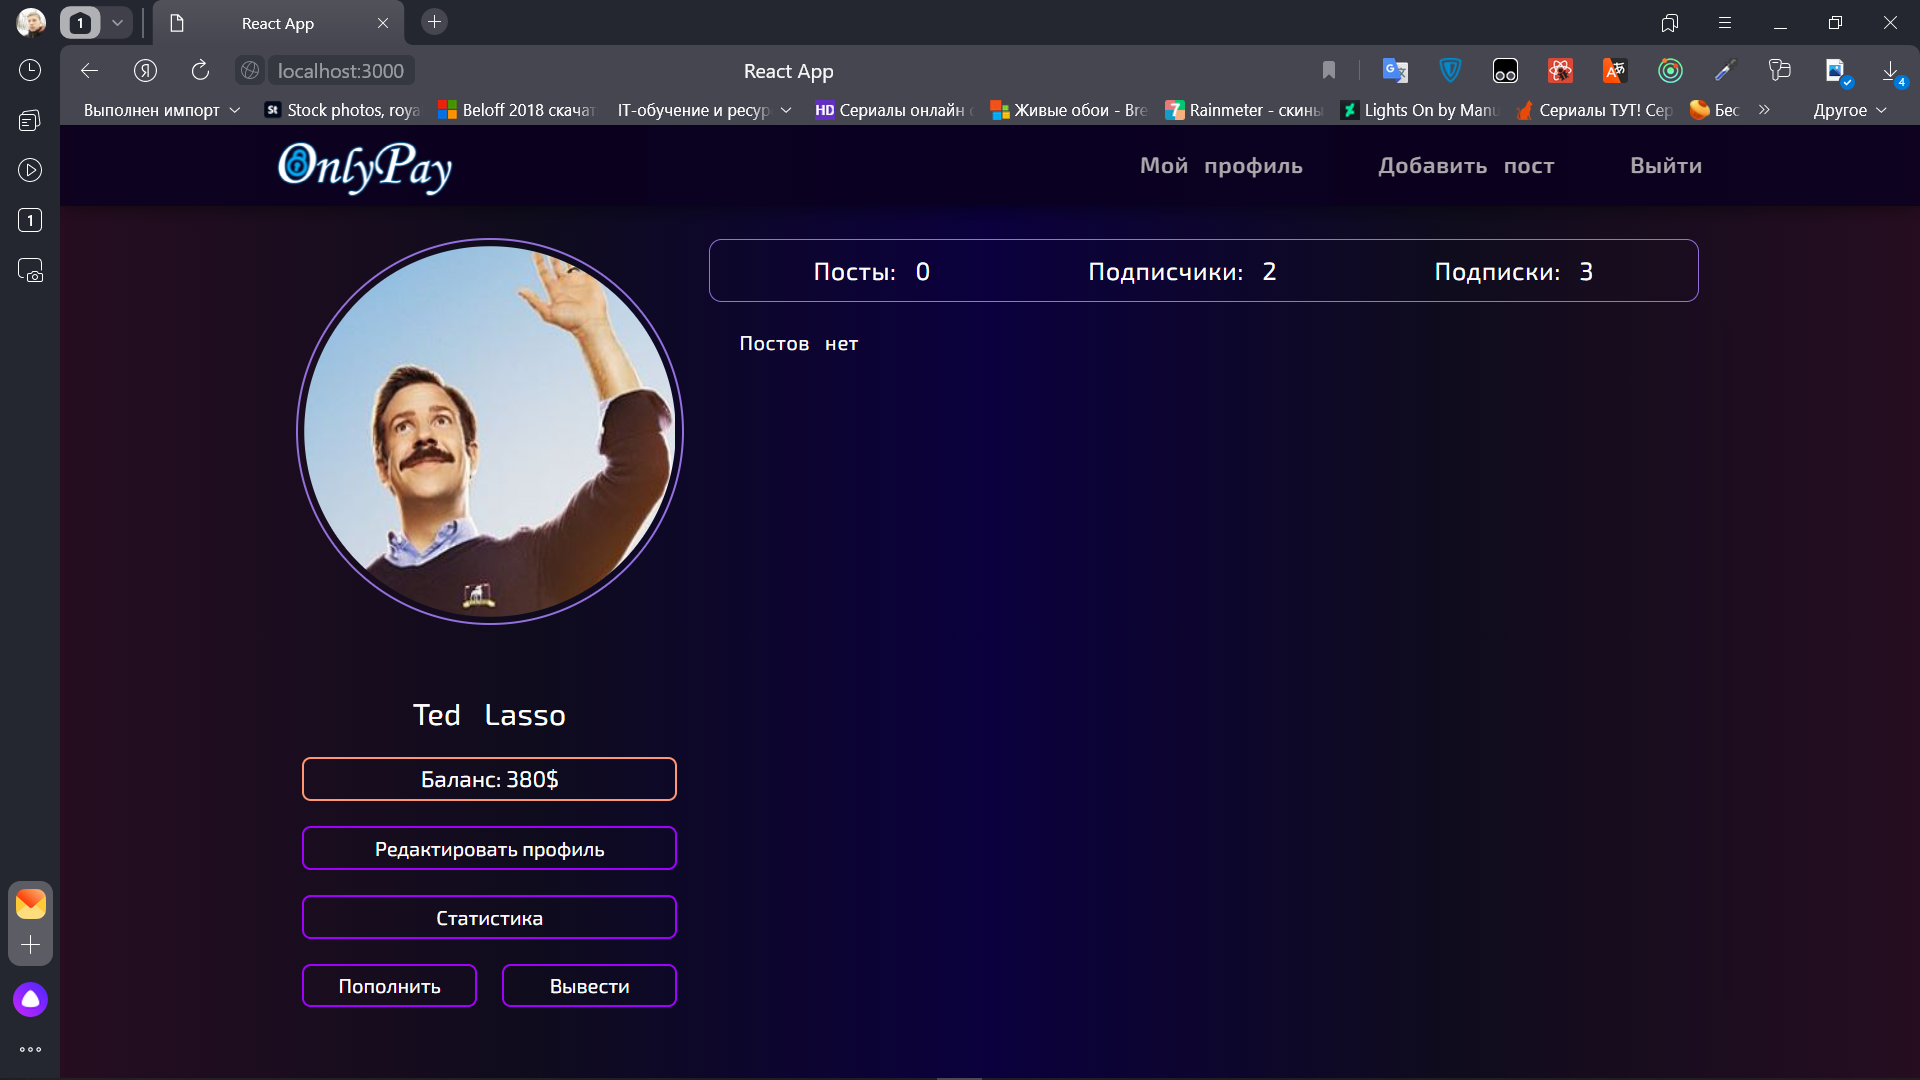 1
React App
localhost:3000
React App
4
Выполнен импорт
St Stock photos, roya
Beloff 2018 скачат
IT-обучение и ресур
HD Сериалы онлайн
Живые обои - Bre
7 Rainmeter - скины
Lights On by Manu
Сериалы ТУТ! Сер
Бес
Другое
1
OnlyPay
Мой профиль
Добавить пост
Выйти
Посты: 0
Подписчики: 2
Подписки: 3
Постов нет
Ted Lasso
Баланс: 380$
Редактировать профиль
Статистика
Пополнить
Вывести